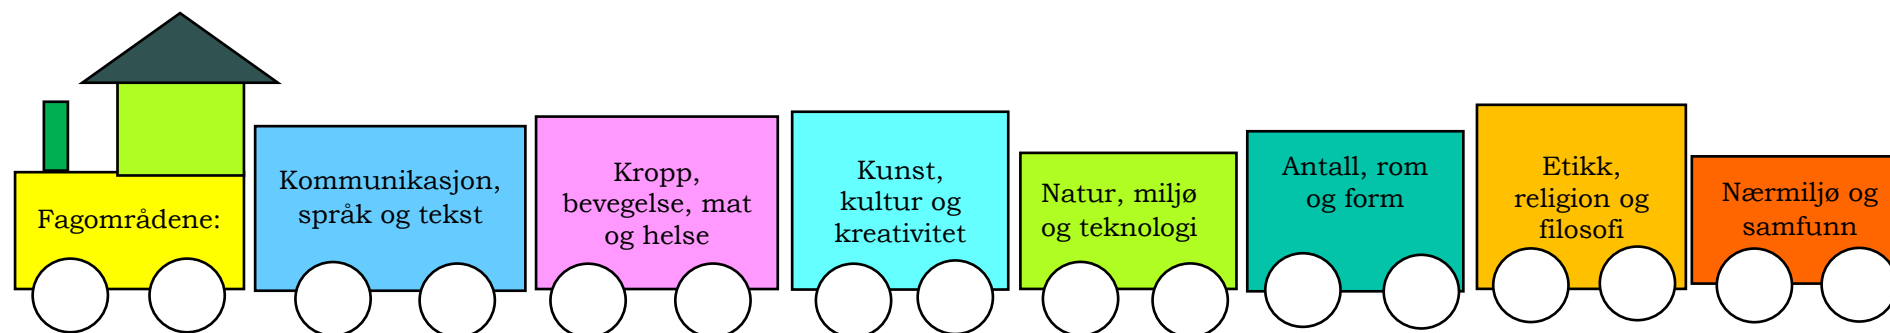 Fagområdene:
Kommunikasjon,
språk og tekst
Kropp,
bevegelse, mat
og helse
Kunst,
kultur og
kreativitet
Natur, miljø
og teknologi
Antall, rom
og form
Etikk,
religion og
filosofi
Nærmiljø og
samfunn